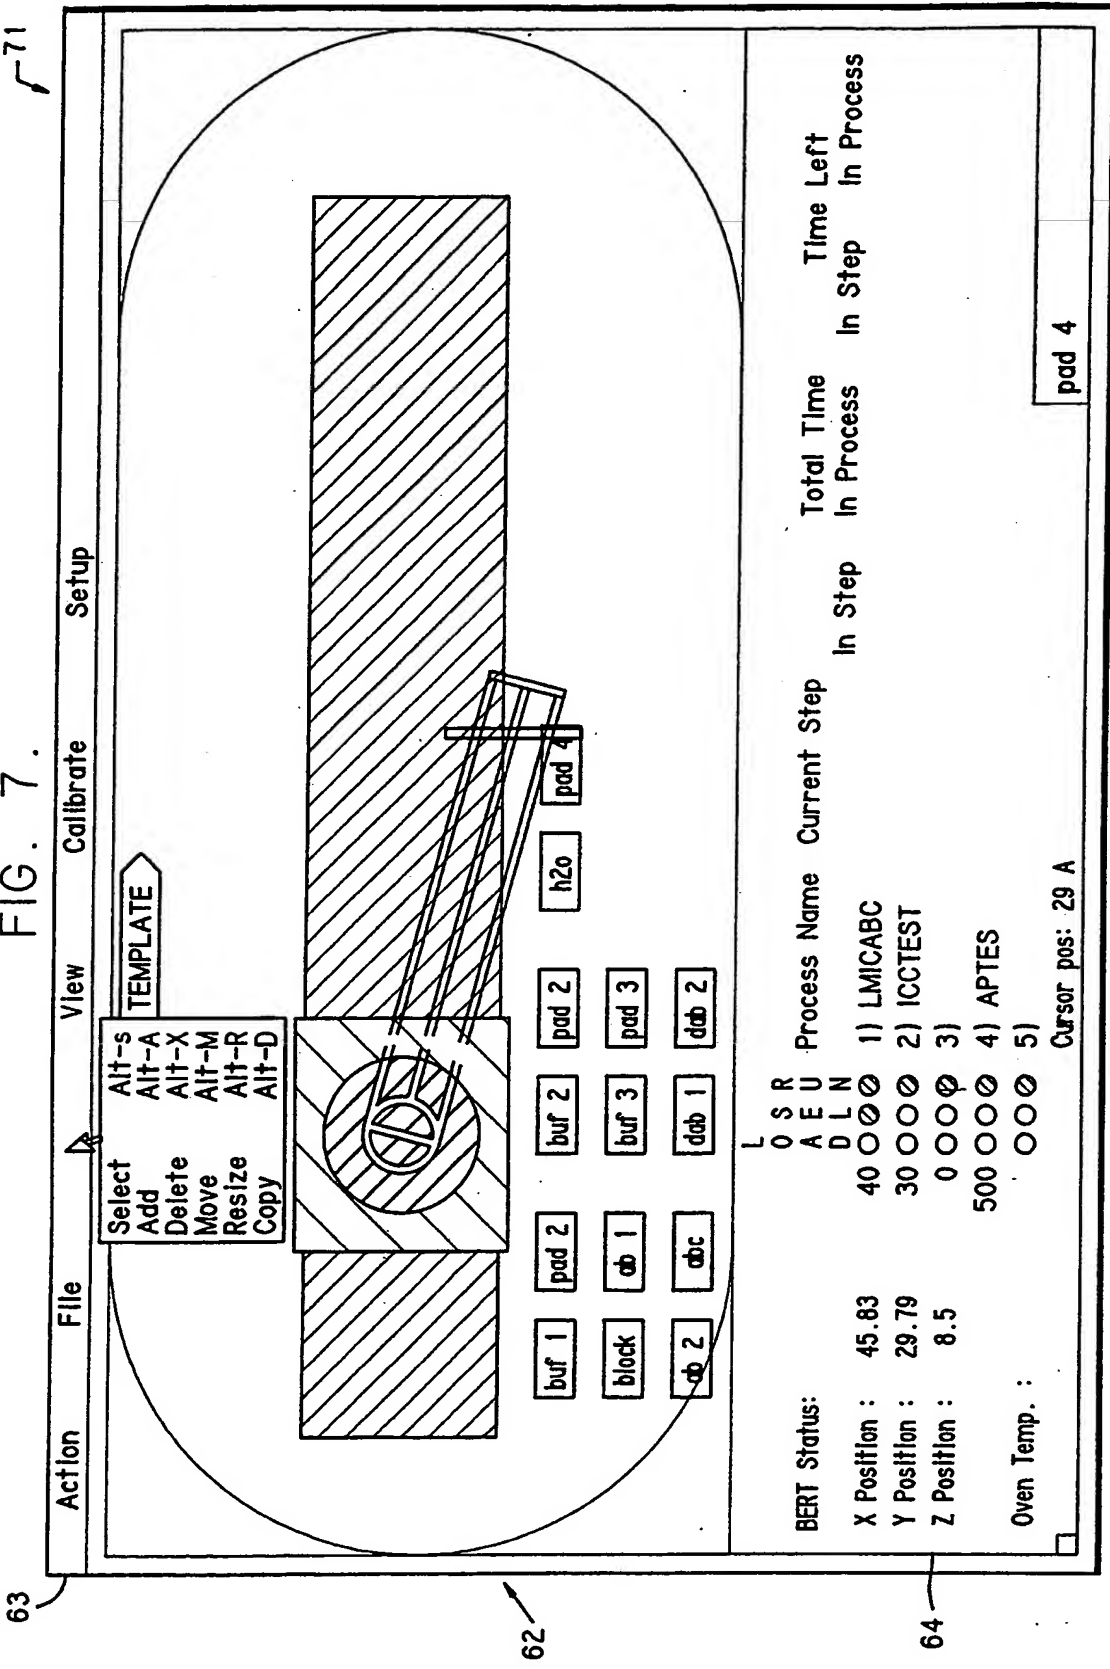 FIG. 7.
71
63
Action File View Calibrate Setup
Select Alt-s
Add Alt-A
Delete Alt-X
Move Alt-M
Resize Alt-R
Copy Alt-D
TEMPLATE
62
buf 1 pad 2 buf 2 pad 2 h2o pad 4
block ab 1 buf 3 pad 3
ab 2 abc dab 1 dab 2
64
BERT Status:
X Position : 45.83
Y Position : 29.79
Z Position : 8.5
Oven Temp. :
L
O S R
A E U
D L N
Process Name Current Step
Total Time Time Left
In Step In Process In Step In Process
40 1) LMICABC
30 2) ICCTEST
0 3)
500 4) APTES
5)
Cursor pos: 29 A
pad 4